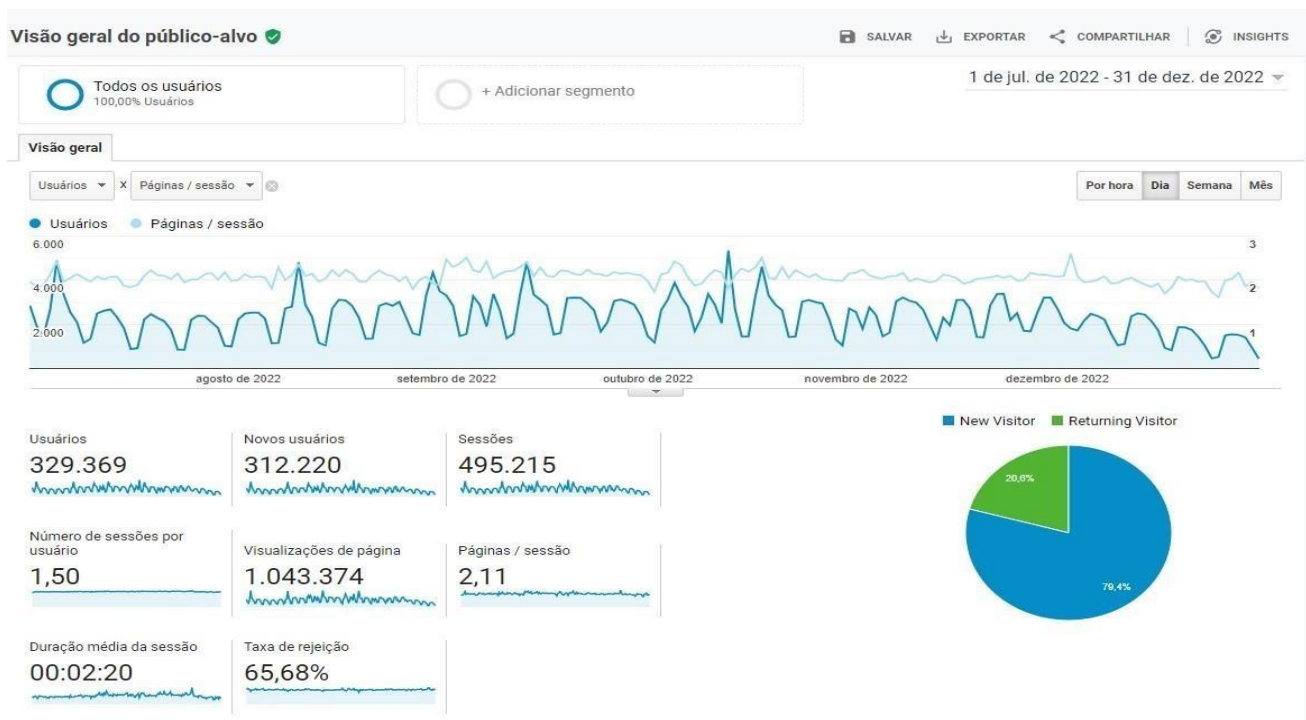 Visão geral do público-alvo
SALVAR
EXPORTAR
COMPARTILHAR
INSIGHTS
Todos os usuários
100,00% Usuários
+ Adicionar segmento
1 de jul. de 2022 - 31 de dez. de 2022
Visão geral
Usuários x Páginas / sessão
Por hora Dia Semana Mês
Usuários Páginas / sessão
6.000
4.000
2.000
3
2
1
agosto de 2022 setembro de 2022 outubro de 2022 novembro de 2022 dezembro de 2022
New Visitor Returning Visitor
Usuários
329.369
Novos usuários
312.220
Sessões
495.215
Número de sessões por
usuário
1,50
Visualizações de página
1.043.374
Páginas / sessão
2,11
Duração média da sessão
00:02:20
Taxa de rejeição
65,68%
20,6%
79,4%